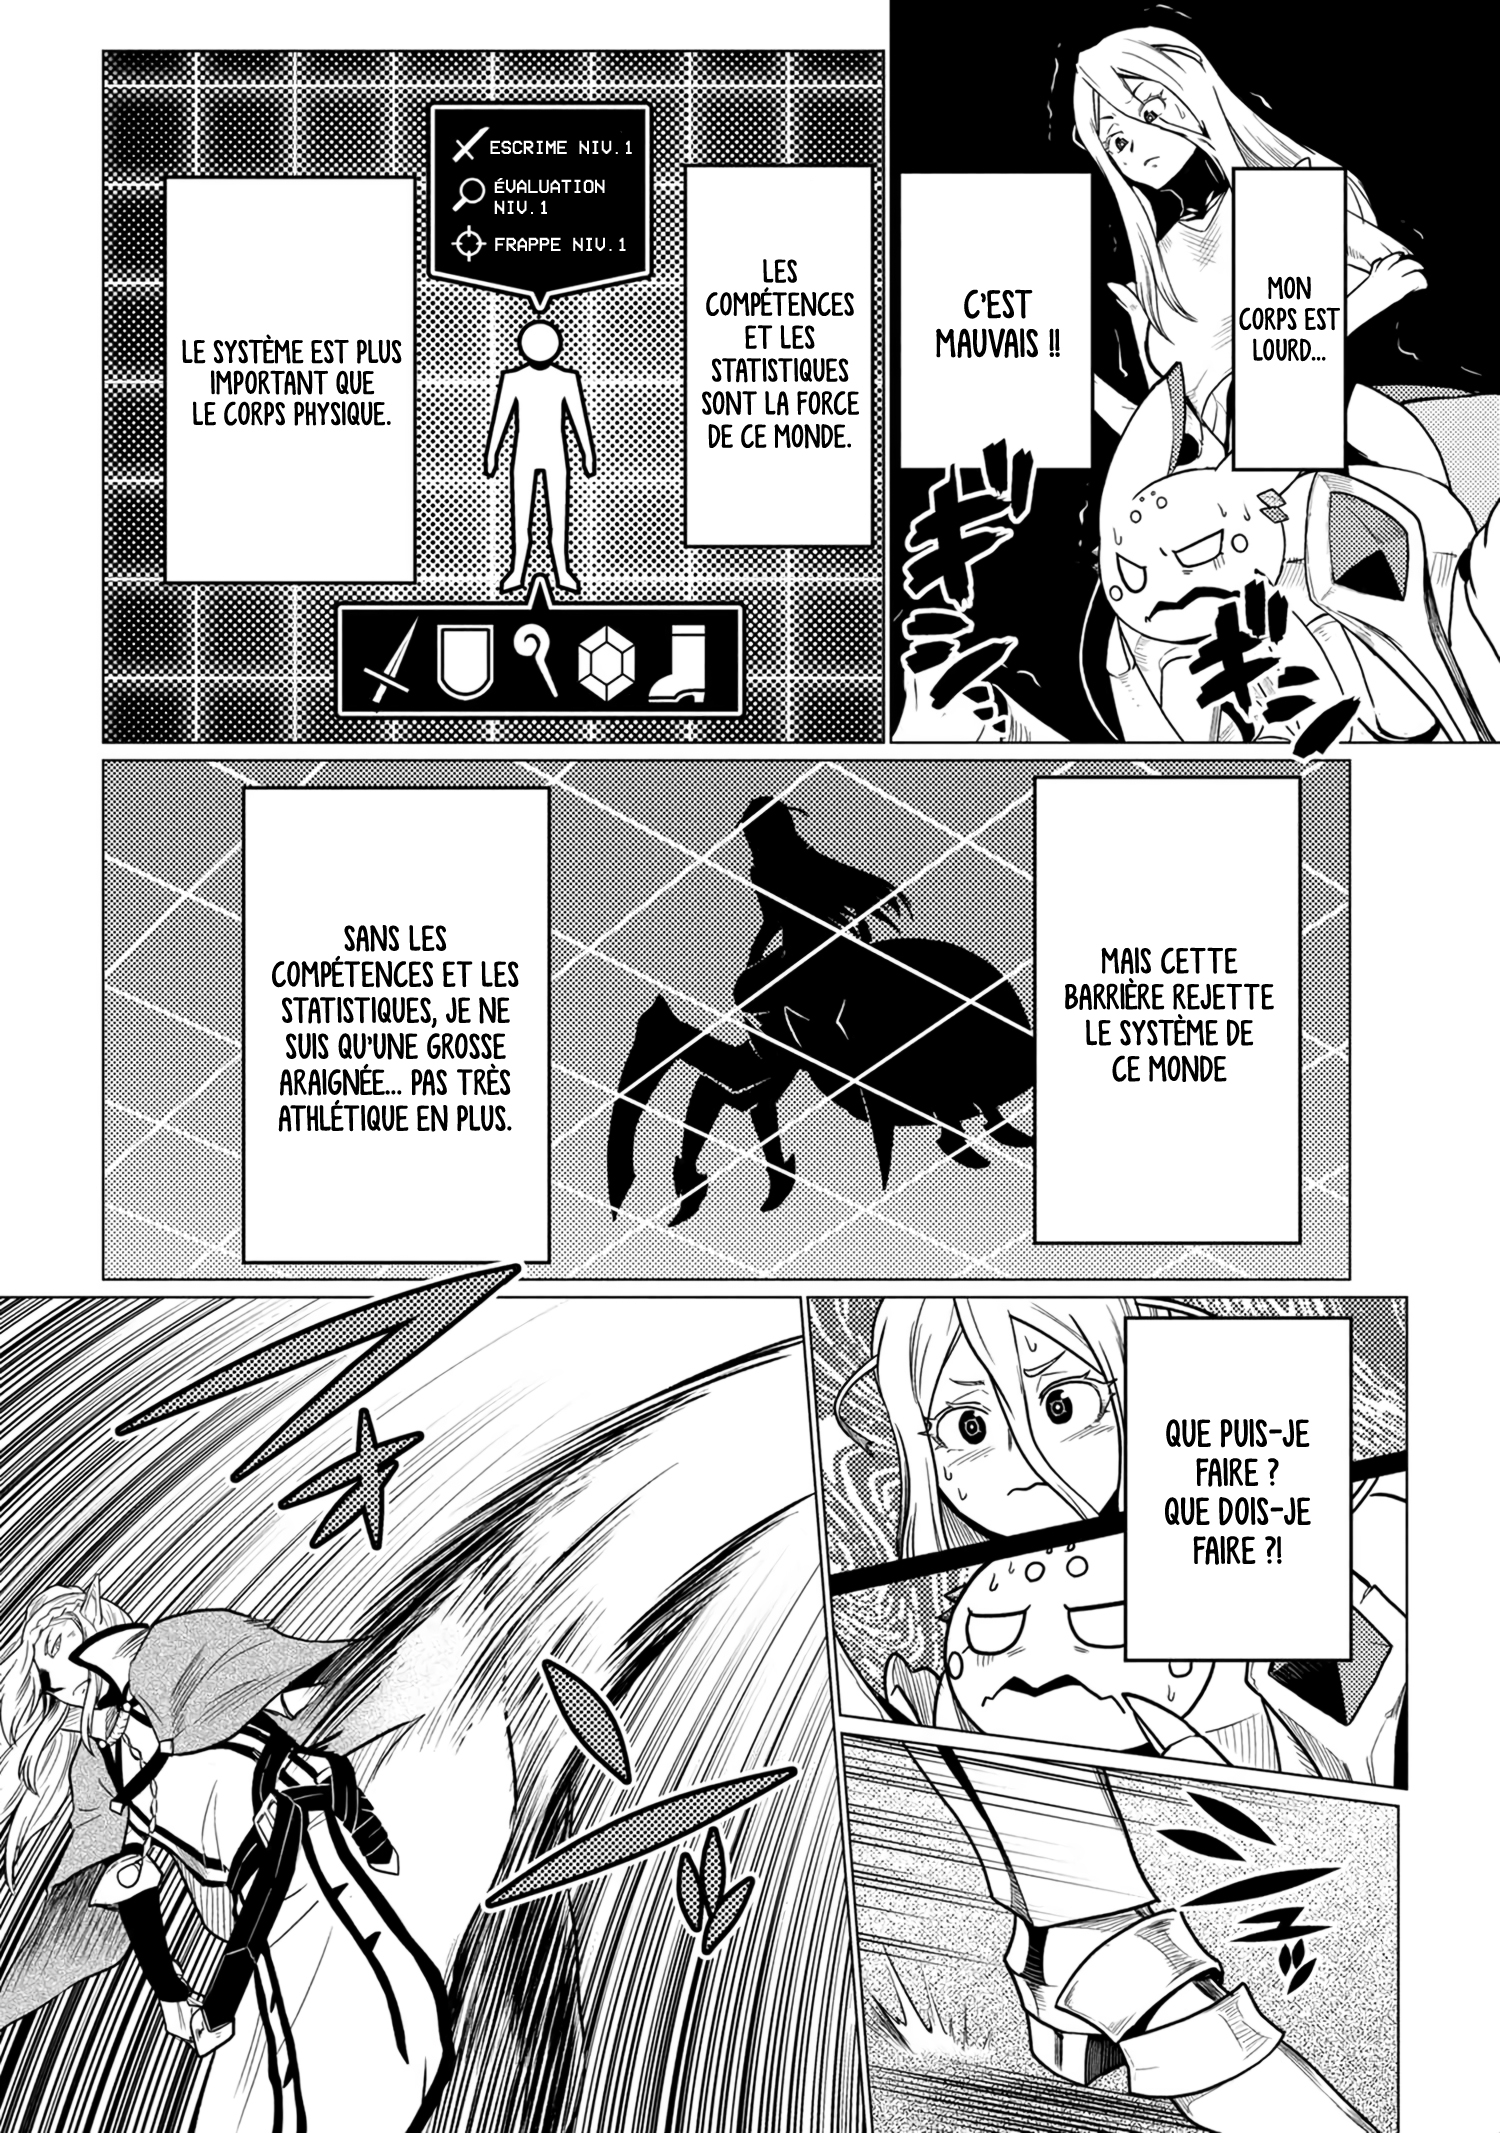 MON
CORPS EST
LOURD...
C'EST
MAUVAIS !!
ギシ
ギシ
LES
COMPÉTENCES
ET LES
STATISTIQUES
SONT LA FORCE
DE CE MONDE.
ESCRIME NIV.1
ÉVALUATION
NIV.1
FRAPPE NIV.1
LE SYSTÈME EST PLUS
IMPORTANT QUE
LE CORPS PHYSIQUE.
MAIS CETTE
BARRIÈRE REJETTE
LE SYSTÈME DE
CE MONDE
SANS LES
COMPÉTENCES ET LES
STATISTIQUES, JE NE
SUIS QU'UNE GROSSE
ARAIGNÉE... PAS TRÈS
ATHLÉTIQUE EN PLUS.
QUE PUIS-JE
FAIRE ?
QUE DOIS-JE
FAIRE ?!